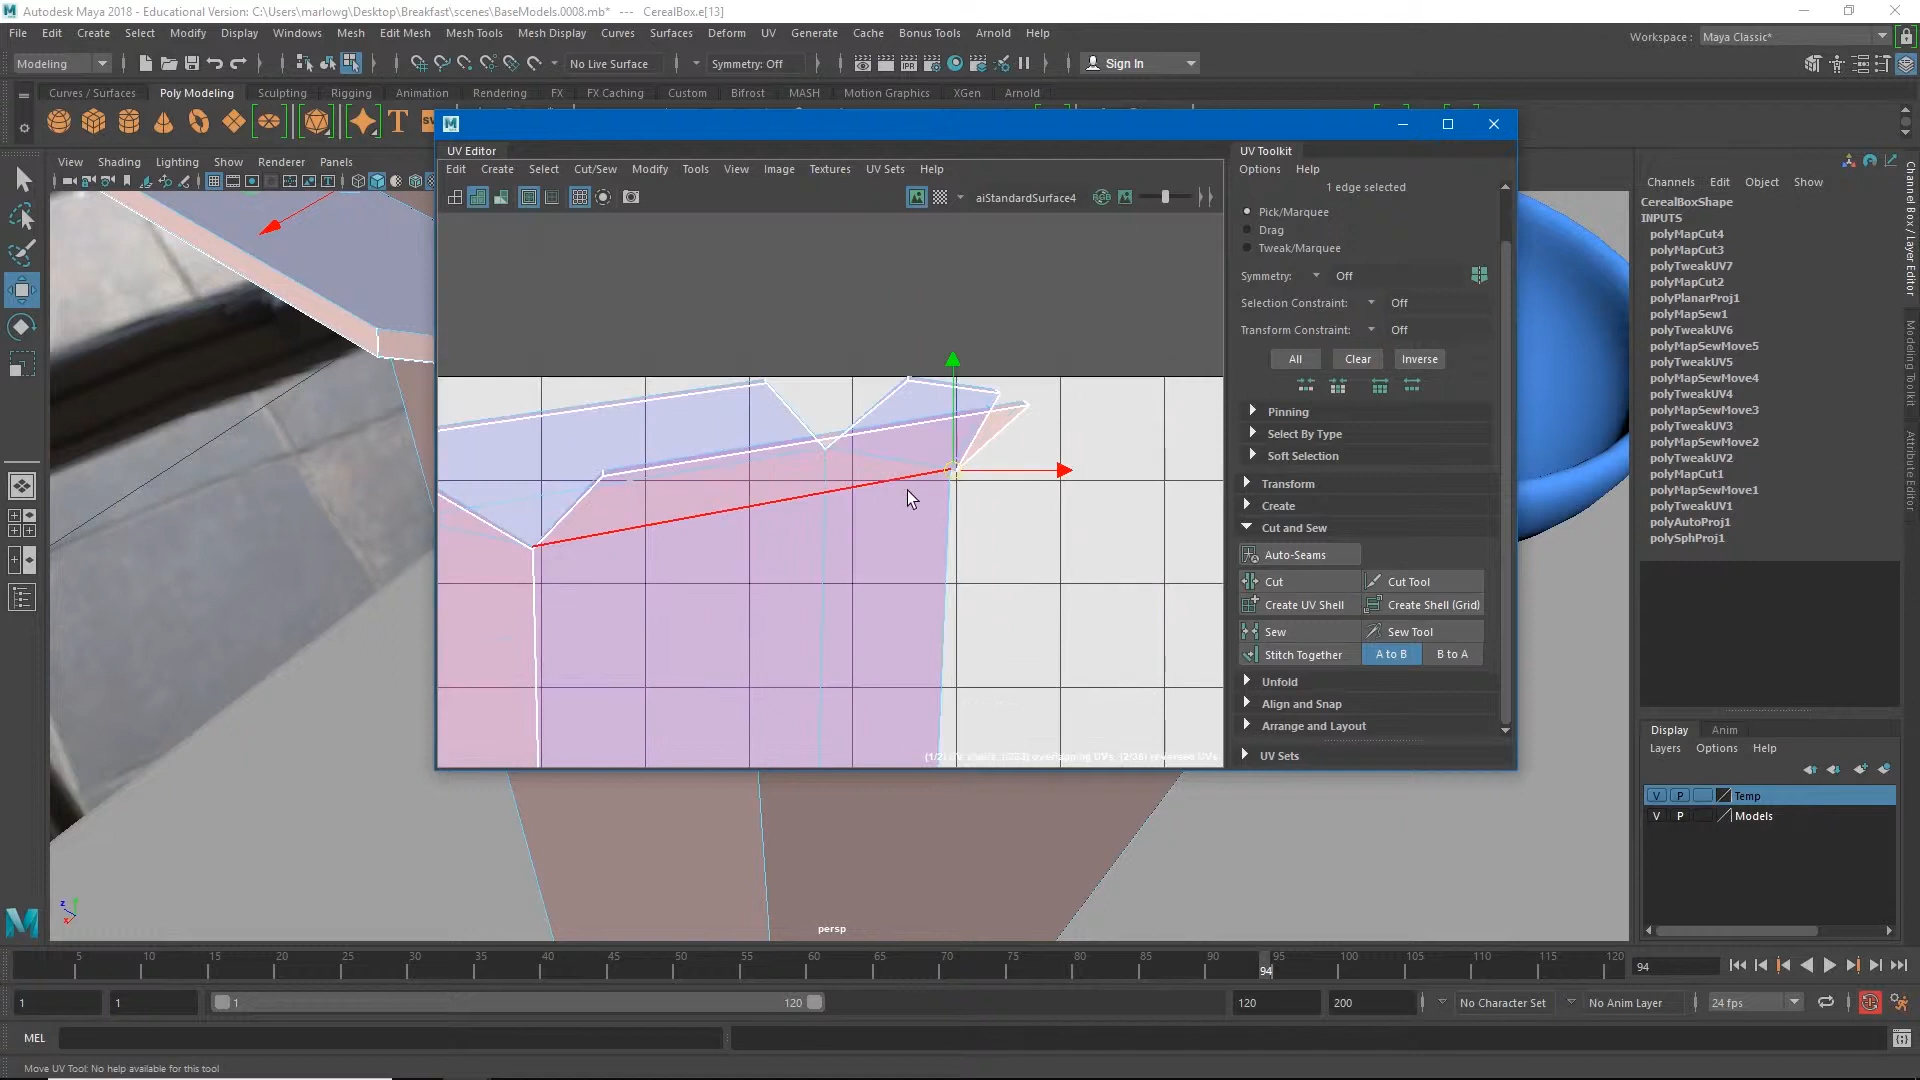 Autodesk Maya 2018 - Educational Version: C:\Users\marlowg\Desktop\Breakfast\scenes\BaseModels.0008.mb* --- CerealBox.e[13]
File Edit Create Select Modify Display Windows Mesh Edit Mesh Mesh Tools Mesh Display Curves Surfaces Deform UV Generate Cache Bonus Tools Arnold Help
Workspace : Maya Classic*
Modeling No Live Surface Symmetry: Off Sign In
Curves / Surfaces Poly Modeling Sculpting Rigging Animation Rendering FX FX Caching Custom Bifrost MASH Motion Graphics XGen Arnold
View Shading Lighting Show Renderer Panels
UV Editor
Edit Create Select Cut/Sew Modify Tools View Image Textures UV Sets Help
aiStandardSurface4
UV Toolkit
Options Help
1 edge selected
Pick/Marquee
Drag
Tweak/Marquee
Symmetry: Off
Selection Constraint: Off
Transform Constraint: Off
All Clear Inverse
Pinning
Select By Type
Soft Selection
Transform
Create
Cut and Sew
Auto-Seams
Cut Cut Tool
Create UV Shell Create Shell (Grid)
Sew Sew Tool
Stitch Together A to B B to A
Unfold
Align and Snap
Arrange and Layout
UV Sets
Channels Edit Object Show
CerealBoxShape
INPUTS
polyMapCut4
polyMapCut3
polyTweakUV7
polyMapCut2
polyPlanarProj1
polyMapSew1
polyTweakUV6
polyMapSewMove5
polyTweakUV5
polyMapSewMove4
polyTweakUV4
polyMapSewMove3
polyTweakUV3
polyMapSewMove2
polyTweakUV2
polyMapCut1
polyMapSewMove1
polyTweakUV1
polyAutoProj1
polySphProj1
Channel Box / Layer Editor
Modeling Toolkit
Attribute Editor
Display Anim
Layers Options Help
V P Temp
V P Models
persp
5 10 15 20 25 30 35 40 45 50 55 60 65 70 75 80 85 90 95 100 105 110 115 120
94
94
1 1 1 120 120 200 No Character Set No Anim Layer 24 fps
MEL
Move UV Tool: No help available for this tool